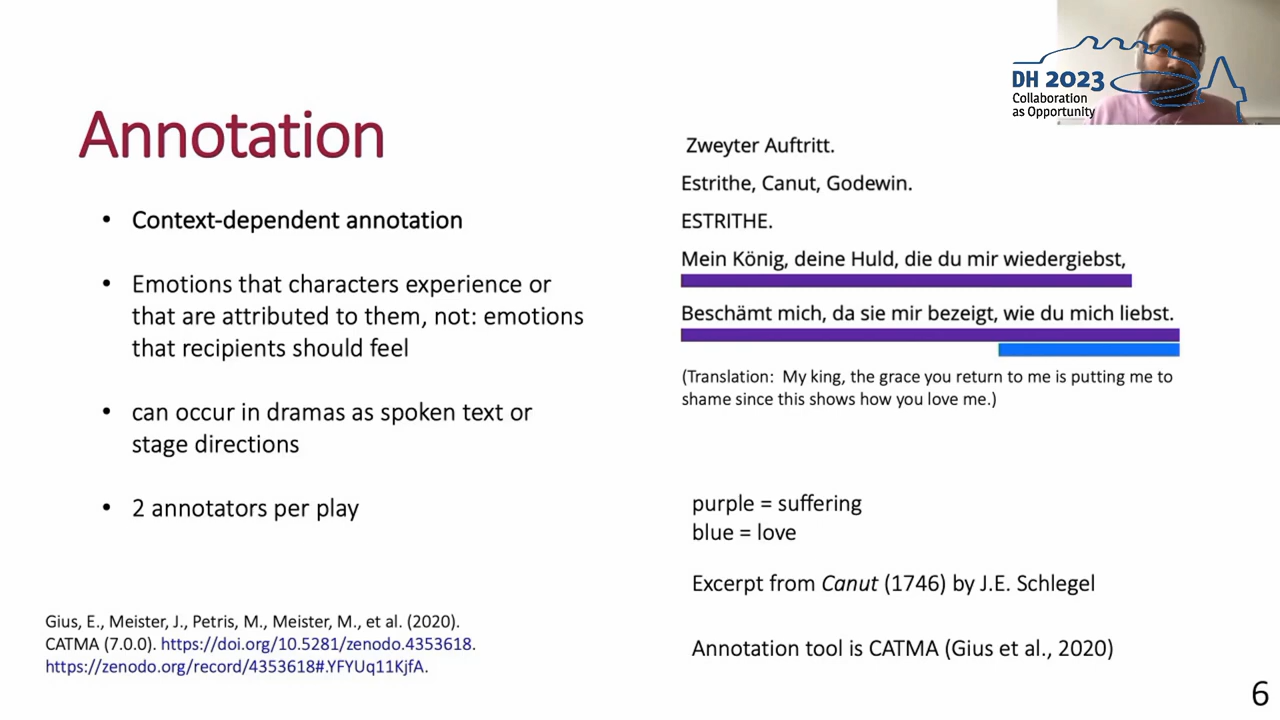 DH 2023
Collaboration
as Opportunity
Annotation
• Context-dependent annotation
• Emotions that characters experience or
that are attributed to them, not: emotions
that recipients should feel
• can occur in dramas as spoken text or
stage directions
• 2 annotators per play
Gius, E., Meister, J., Petris, M., Meister, M., et al. (2020).
CATMA (7.0.0). https://doi.org/10.5281/zenodo.4353618.
https://zenodo.org/record/4353618#.YFYUq11KjfA.
Zweyter Auftritt.
Estrithe, Canut, Godewin.
ESTRITHE.
Mein König, deine Huld, die du mir wiedergiebst,
Beschämt mich, da sie mir bezeigt, wie du mich liebst.
(Translation: My king, the grace you return to me is putting me to
shame since this shows how you love me.)
purple = suffering
blue = love
Excerpt from Canut (1746) by J.E. Schlegel
Annotation tool is CATMA (Gius et al., 2020)
6